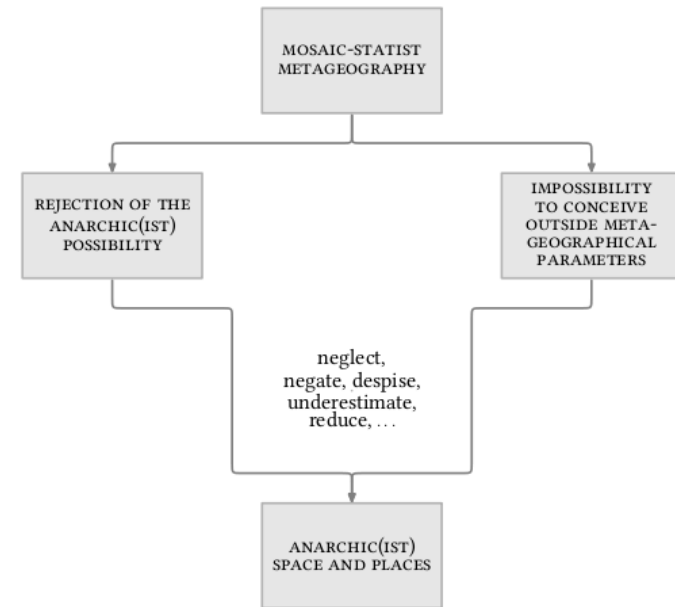 MOSAIC-STATIST
METAGEOGRAPHY
REJECTION OF THE
ANARCHIC(IST)
POSSIBILITY
IMPOSSIBILITY
TO CONCEIVE
OUTSIDE META-
GEOGRAPHICAL
PARAMETERS
neglect,
negate, despise,
underestimate,
reduce, ...
ANARCHIC(IST)
SPACE AND PLACES